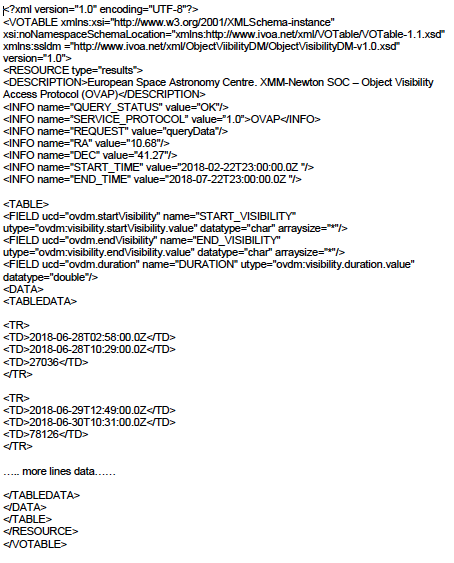 <?xml version="1.0" encoding="UTF-8"?>
<VOTABLE xmlns:xsi="http://www.w3.org/2001/XMLSchema-instance"
xsi:noNamespaceSchemaLocation="xmlns:http://www.ivoa.net/xml/VOTable/VOTable-1.1.xsd"
xmlns:ssldm ="http://www.ivoa.net/xml/ObjectViibilityDM/ObjectVisibilityDM-v1.0.xsd"
version="1.0">
<RESOURCE type="results">
<DESCRIPTION>European Space Astronomy Centre. XMM-Newton SOC – Object Visibility
Access Protocol (OVAP)</DESCRIPTION>
<INFO name="QUERY_STATUS" value="OK"/>
<INFO name="SERVICE_PROTOCOL" value="1.0">OVAP</INFO>
<INFO name="REQUEST" value="queryData"/>
<INFO name="RA" value="10.68"/>
<INFO name="DEC" value="41.27"/>
<INFO name="START_TIME" value="2018-02-22T23:00:00.0Z "/>
<INFO name="END_TIME" value="2018-07-22T23:00:00.0Z "/>
<TABLE>
<FIELD ucd="ovdm.startVisibility" name="START_VISIBILITY"
utype="ovdm:visibility.startVisibility.value" datatype="char" arraysize="*"/>
<FIELD ucd="ovdm.endVisibility" name="END_VISIBILITY"
utype="ovdm:visibility.endVisibility.value" datatype="char" arraysize="*"/>
<FIELD ucd="ovdm.duration" name="DURATION" utype="ovdm:visibility.duration.value"
datatype="double"/>
<DATA>
<TABLEDATA>
<TR>
<TD>2018-06-28T02:58:00.0Z</TD>
<TD>2018-06-28T10:29:00.0Z</TD>
<TD>27036</TD>
</TR>
<TR>
<TD>2018-06-29T12:49:00.0Z</TD>
<TD>2018-06-30T10:31:00.0Z</TD>
<TD>78126</TD>
</TR>
….. more lines data……
</TABLEDATA>
</DATA>
</TABLE>
</RESOURCE>
</VOTABLE>